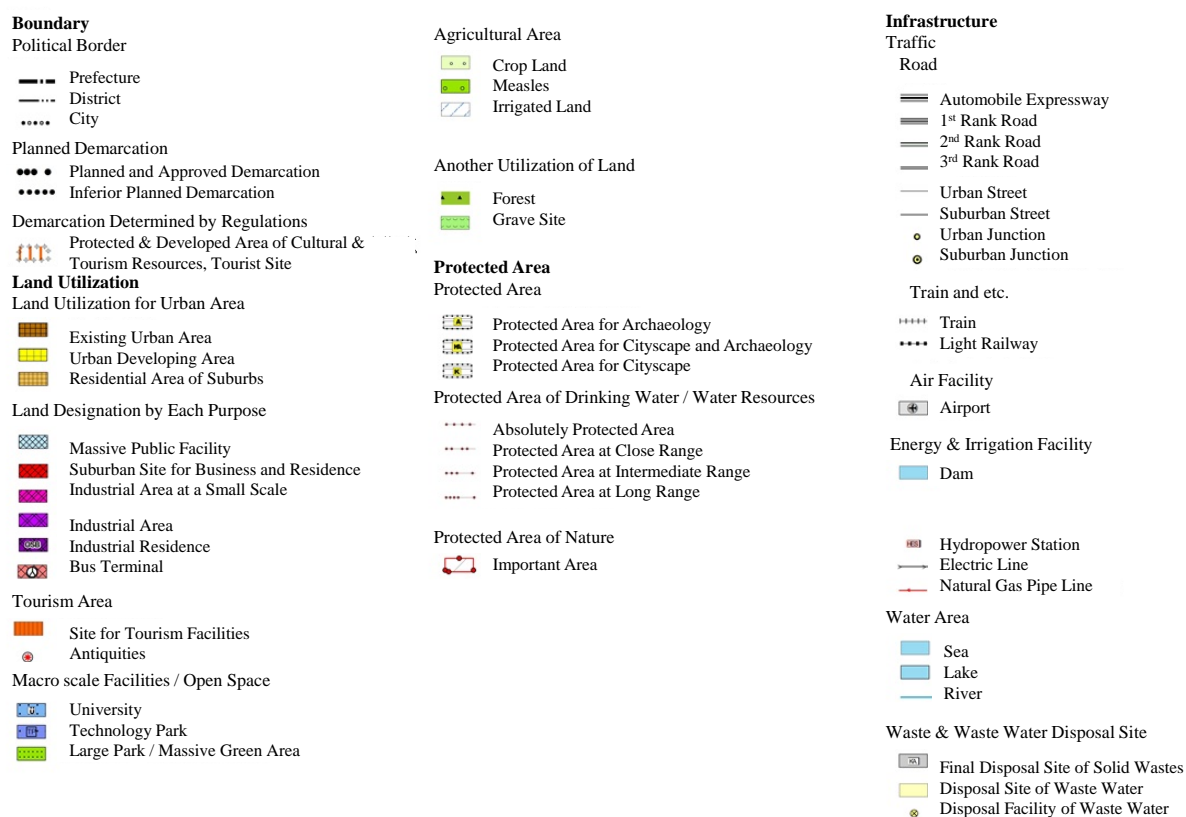 Boundary
Political Border
Prefecture
District
City
Planned Demarcation
Planned and Approved Demarcation
Inferior Planned Demarcation
Demarcation Determined by Regulations
Protected & Developed Area of Cultural &
Tourism Resources, Tourist Site
Land Utilization
Land Utilization for Urban Area
Existing Urban Area
Urban Developing Area
Residential Area of Suburbs
Land Designation by Each Purpose
Massive Public Facility
Suburban Site for Business and Residence
Industrial Area at a Small Scale
Industrial Area
OSB Industrial Residence
Bus Terminal
Tourism Area
Site for Tourism Facilities
Antiquities
Macro scale Facilities / Open Space
U University
Technology Park
Large Park / Massive Green Area
Agricultural Area
Crop Land
Measles
Irrigated Land
Another Utilization of Land
Forest
Grave Site
Protected Area
Protected Area
A Protected Area for Archaeology
Protected Area for Cityscape and Archaeology
K Protected Area for Cityscape
Protected Area of Drinking Water / Water Resources
Absolutely Protected Area
Protected Area at Close Range
Protected Area at Intermediate Range
Protected Area at Long Range
Protected Area of Nature
Important Area
Infrastructure
Traffic
Road
Automobile Expressway
1st Rank Road
2nd Rank Road
3rd Rank Road
Urban Street
Suburban Street
Urban Junction
Suburban Junction
Train and etc.
Train
Light Railway
Air Facility
Airport
Energy & Irrigation Facility
Dam
HES Hydropower Station
Electric Line
Natural Gas Pipe Line
Water Area
Sea
Lake
River
Waste & Waste Water Disposal Site
KA Final Disposal Site of Solid Wastes
Disposal Site of Waste Water
Disposal Facility of Waste Water